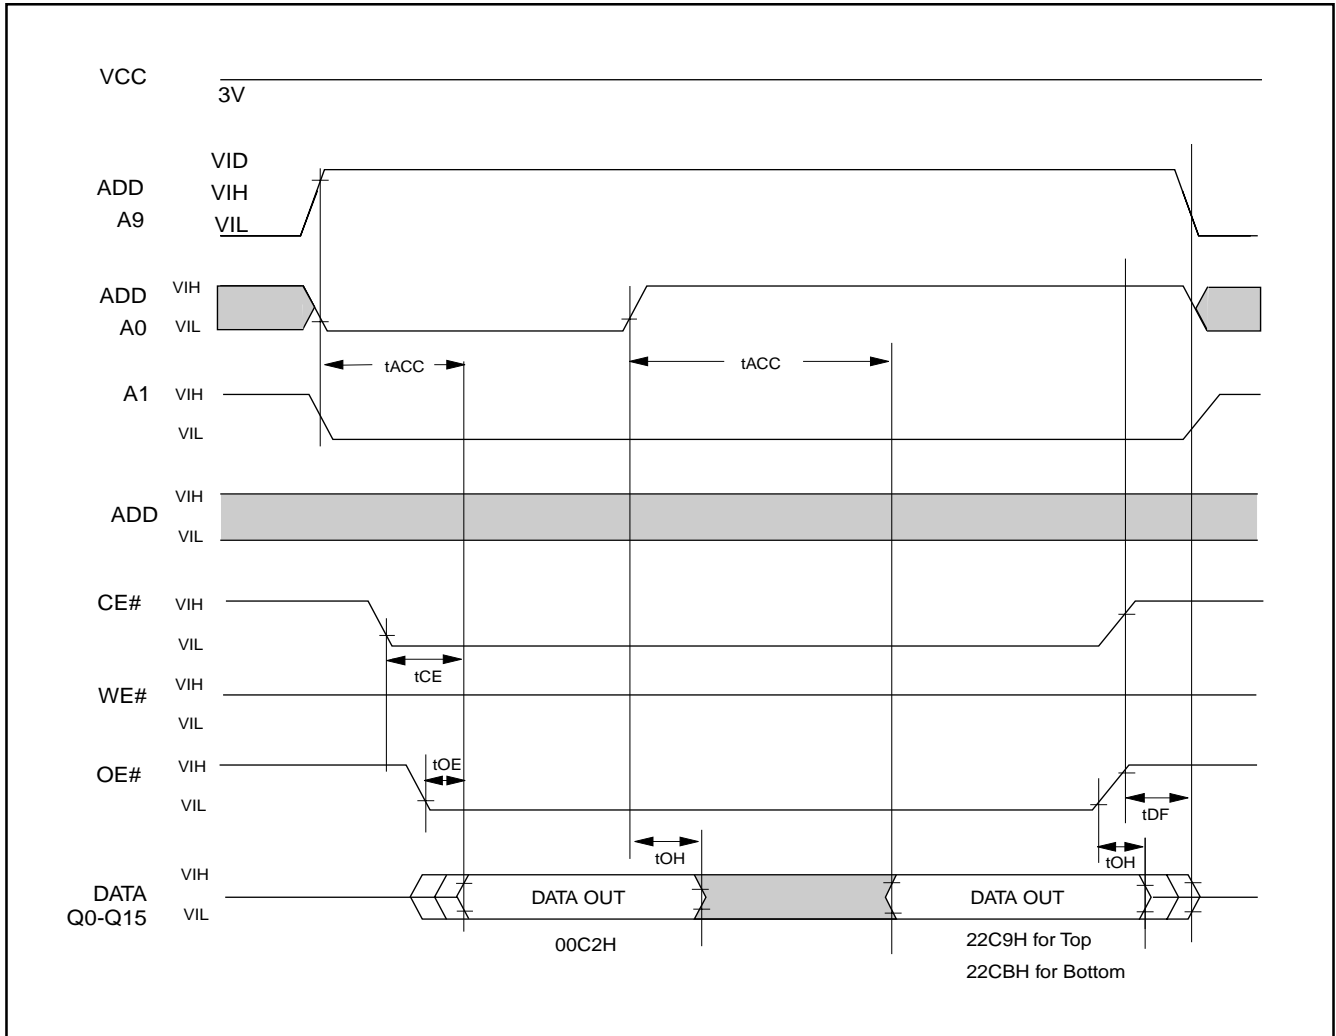 VCC
3V
VID
ADD
VIH
A9
VIL
ADD
VIH
A0
VIL
tACC
tACC
A1
VIH
VIL
VIH
ADD
VIL
CE#
VIH
VIL
tCE
WE#
VIH
VIL
OE#
VIH
tOE
VIL
tDF
tOH
tOH
VIH
DATA
Q0-Q15
VIL
DATA OUT
DATA OUT
00C2H
22C9H for Top
22CBH for Bottom